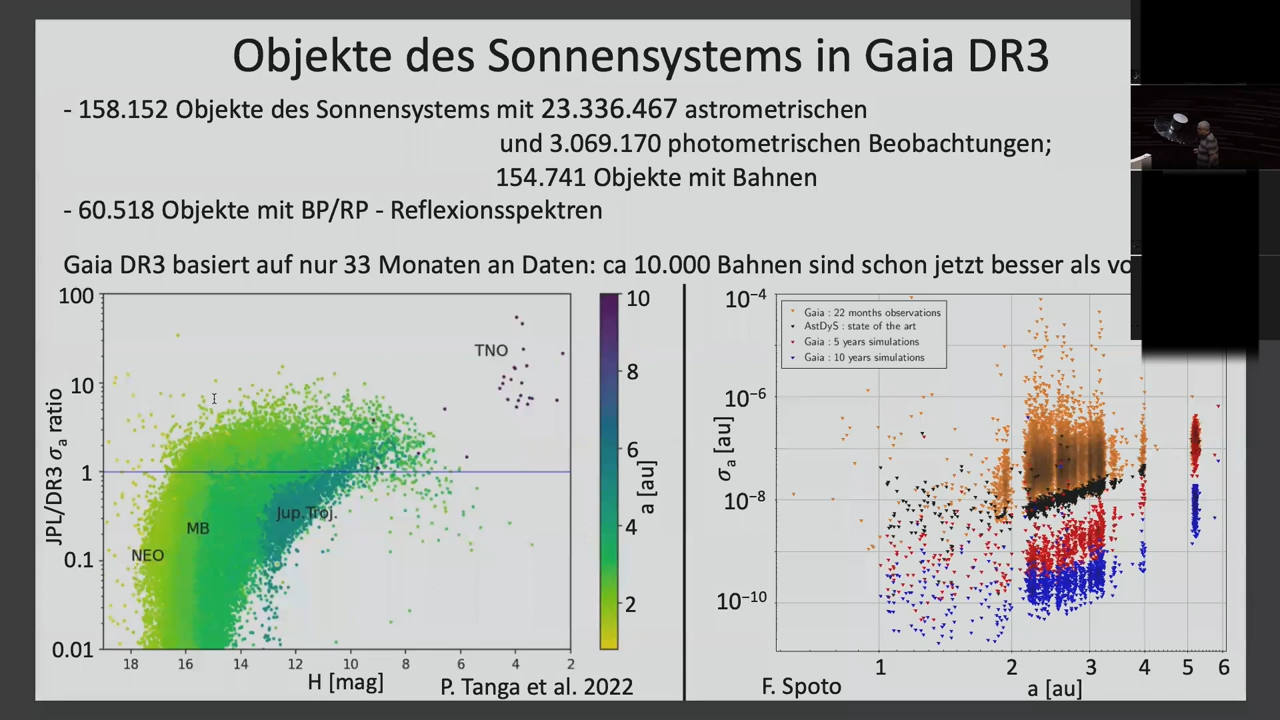 Objekte des Sonnensystems in Gaia DR3
- 158.152 Objekte des Sonnensystems mit 23.336.467 astrometrischen
und 3.069.170 photometrischen Beobachtungen;
154.741 Objekte mit Bahnen
- 60.518 Objekte mit BP/RP - Reflexionsspektren
Gaia DR3 basiert auf nur 33 Monaten an Daten: ca 10.000 Bahnen sind schon jetzt besser als vo
100
10
1
0.1
0.01
JPL/DR3 σa ratio
TNO
Jup.Troj.
MB
NEO
18 16 14 12 10 8 6 4 2
H [mag]
P. Tanga et al. 2022
10
8
6
4
2
a [au]
Gaia : 22 months observations
AstDyS : state of the art
Gaia : 5 years simulations
Gaia : 10 years simulations
10−4
10−6
10−8
10−10
σa [au]
1 2 3 4 5 6
F. Spoto
a [au]